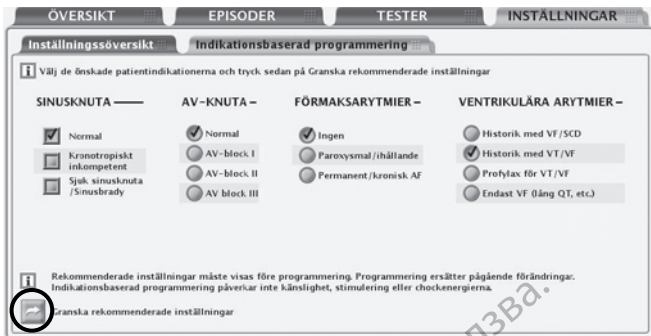 ÖVERSIKT EPISODER TESTER INSTÄLLNINGAR
Inställningssöversikt Indikationsbaserad programmering
i Välj de önskade patientindikationerna och tryck sedan på Granska rekommenderade inställningar
SINUSKNUTA AV-KNUTA – FÖRMAKSARYTMIER – VENTRIKULÄRA ARYTMIER –
Normal Normal Ingen Historik med VF/SCD
Kronotropiskt inkompetent AV-block I Paroxysmal/ihållande Historik med VT/VF
Sjuk sinusknuta /Sinusbrady AV-block II Permanent/kronisk AF Profylax för VT/VF
AV block III Endast VF (lång QT, etc.)
i Rekommenderade inställningar måste visas före programmering. Programmering ersätter pågående förändringar.
Indikationsbaserad programmering påverkar inte känslighet, stimulering eller chockenergierna.
Granska rekommenderade inställningar